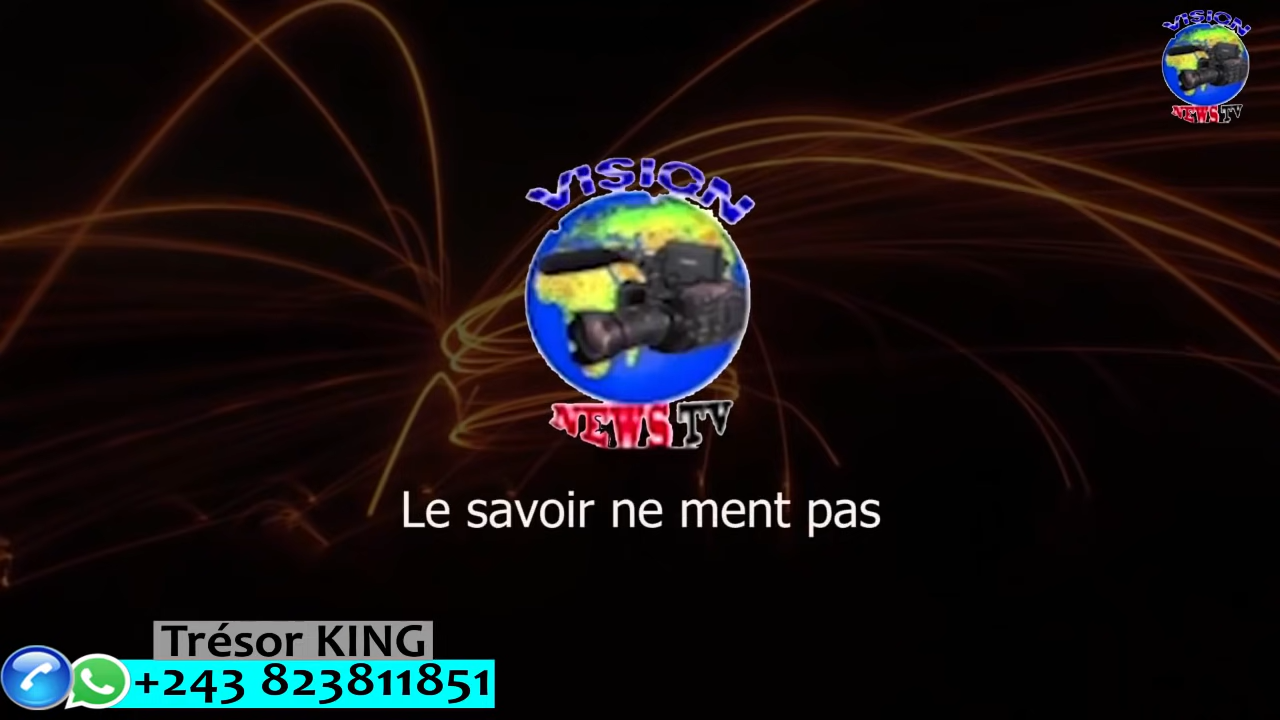 VISION
NEWS TV
VISION
NEWS TV
Le savoir ne ment pas
Trésor KING
+243 823811851